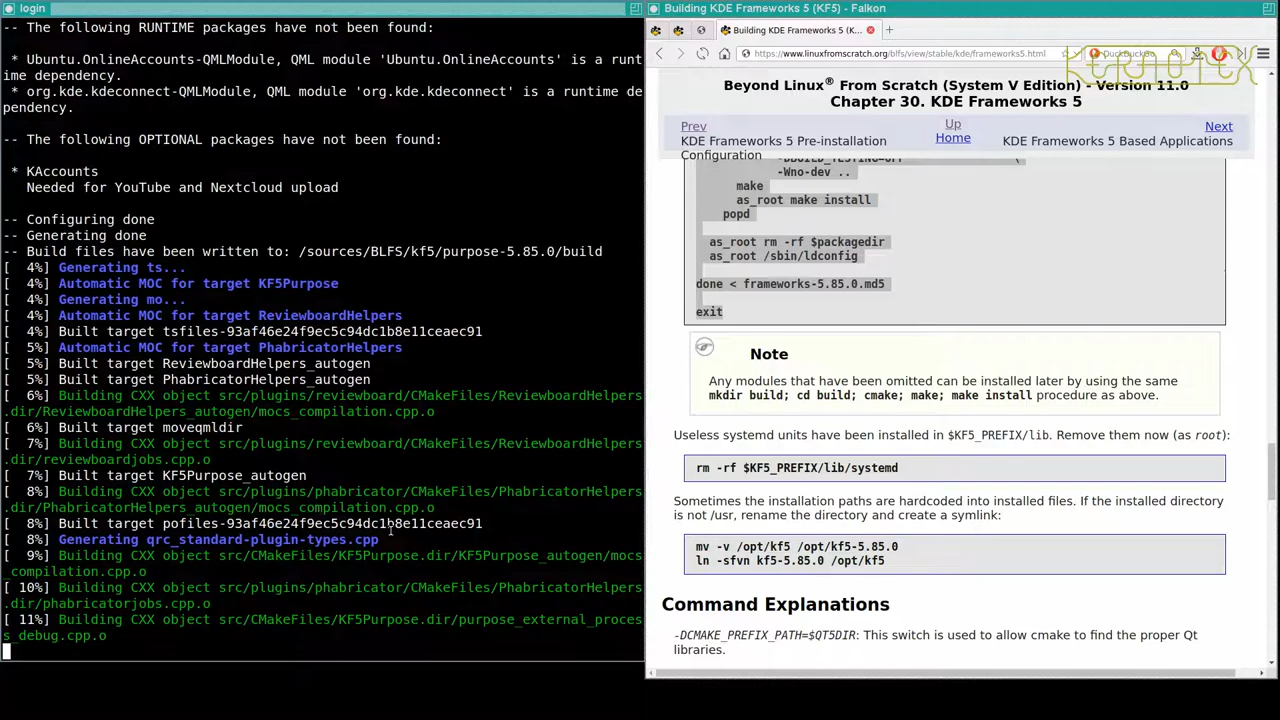 login
-- The following RUNTIME packages have not been found:
* Ubuntu.OnlineAccounts-QMLModule, QML module 'Ubuntu.OnlineAccounts' is a runt
ime dependency.
* org.kde.kdeconnect-QMLModule, QML module 'org.kde.kdeconnect' is a runtime de
pendency.
-- The following OPTIONAL packages have not been found:
* KAccounts
Needed for YouTube and Nextcloud upload
-- Configuring done
-- Generating done
-- Build files have been written to: /sources/BLFS/kf5/purpose-5.85.0/build
[  4%] Generating ts...
[  4%] Automatic MOC for target KF5Purpose
[  4%] Generating mo...
[  4%] Automatic MOC for target ReviewboardHelpers
[  4%] Built target tsfiles-93af46e24f9ec5c94dc1b8e11ceaec91
[  5%] Automatic MOC for target PhabricatorHelpers
[  5%] Built target ReviewboardHelpers_autogen
[  5%] Built target PhabricatorHelpers_autogen
[  6%] Building CXX object src/plugins/reviewboard/CMakeFiles/ReviewboardHelpers
.dir/ReviewboardHelpers_autogen/mocs_compilation.cpp.o
[  6%] Built target moveqmldir
[  7%] Building CXX object src/plugins/reviewboard/CMakeFiles/ReviewboardHelpers
.dir/reviewboardjobs.cpp.o
[  7%] Built target KF5Purpose_autogen
[  8%] Building CXX object src/plugins/phabricator/CMakeFiles/PhabricatorHelpers
.dir/PhabricatorHelpers_autogen/mocs_compilation.cpp.o
[  8%] Built target pofiles-93af46e24f9ec5c94dc1b8e11ceaec91
[  8%] Generating qrc_standard-plugin-types.cpp
[  9%] Building CXX object src/CMakeFiles/KF5Purpose.dir/KF5Purpose_autogen/mocs
_compilation.cpp.o
[ 10%] Building CXX object src/plugins/phabricator/CMakeFiles/PhabricatorHelpers
.dir/phabricatorjobs.cpp.o
[ 11%] Building CXX object src/CMakeFiles/KF5Purpose.dir/purpose_external_proces
s_debug.cpp.o
Building KDE Frameworks 5 (KF5) - Falkon
Building KDE Frameworks 5 (K...
https://www.linuxfromscratch.org/blfs/view/stable/kde/frameworks5.html
DuckDuckGo
KERNOTEX
Beyond Linux® From Scratch (System V Edition) - Version 11.0
Chapter 30. KDE Frameworks 5
Prev
KDE Frameworks 5 Pre-installation
Configuration
Up
Home
Next
KDE Frameworks 5 Based Applications
-DBUILD_TESTING=OFF \
-Wno-dev ..
make
as_root make install
popd
as_root rm -rf $packagedir
as_root /sbin/ldconfig
done < frameworks-5.85.0.md5
exit
Note
Any modules that have been omitted can be installed later by using the same
mkdir build; cd build; cmake; make; make install procedure as above.
Useless systemd units have been installed in $KF5_PREFIX/lib. Remove them now (as root):
rm -rf $KF5_PREFIX/lib/systemd
Sometimes the installation paths are hardcoded into installed files. If the installed directory
is not /usr, rename the directory and create a symlink:
mv -v /opt/kf5 /opt/kf5-5.85.0
ln -sfvn kf5-5.85.0 /opt/kf5
Command Explanations
-DCMAKE_PREFIX_PATH=$QT5DIR: This switch is used to allow cmake to find the proper Qt
libraries.